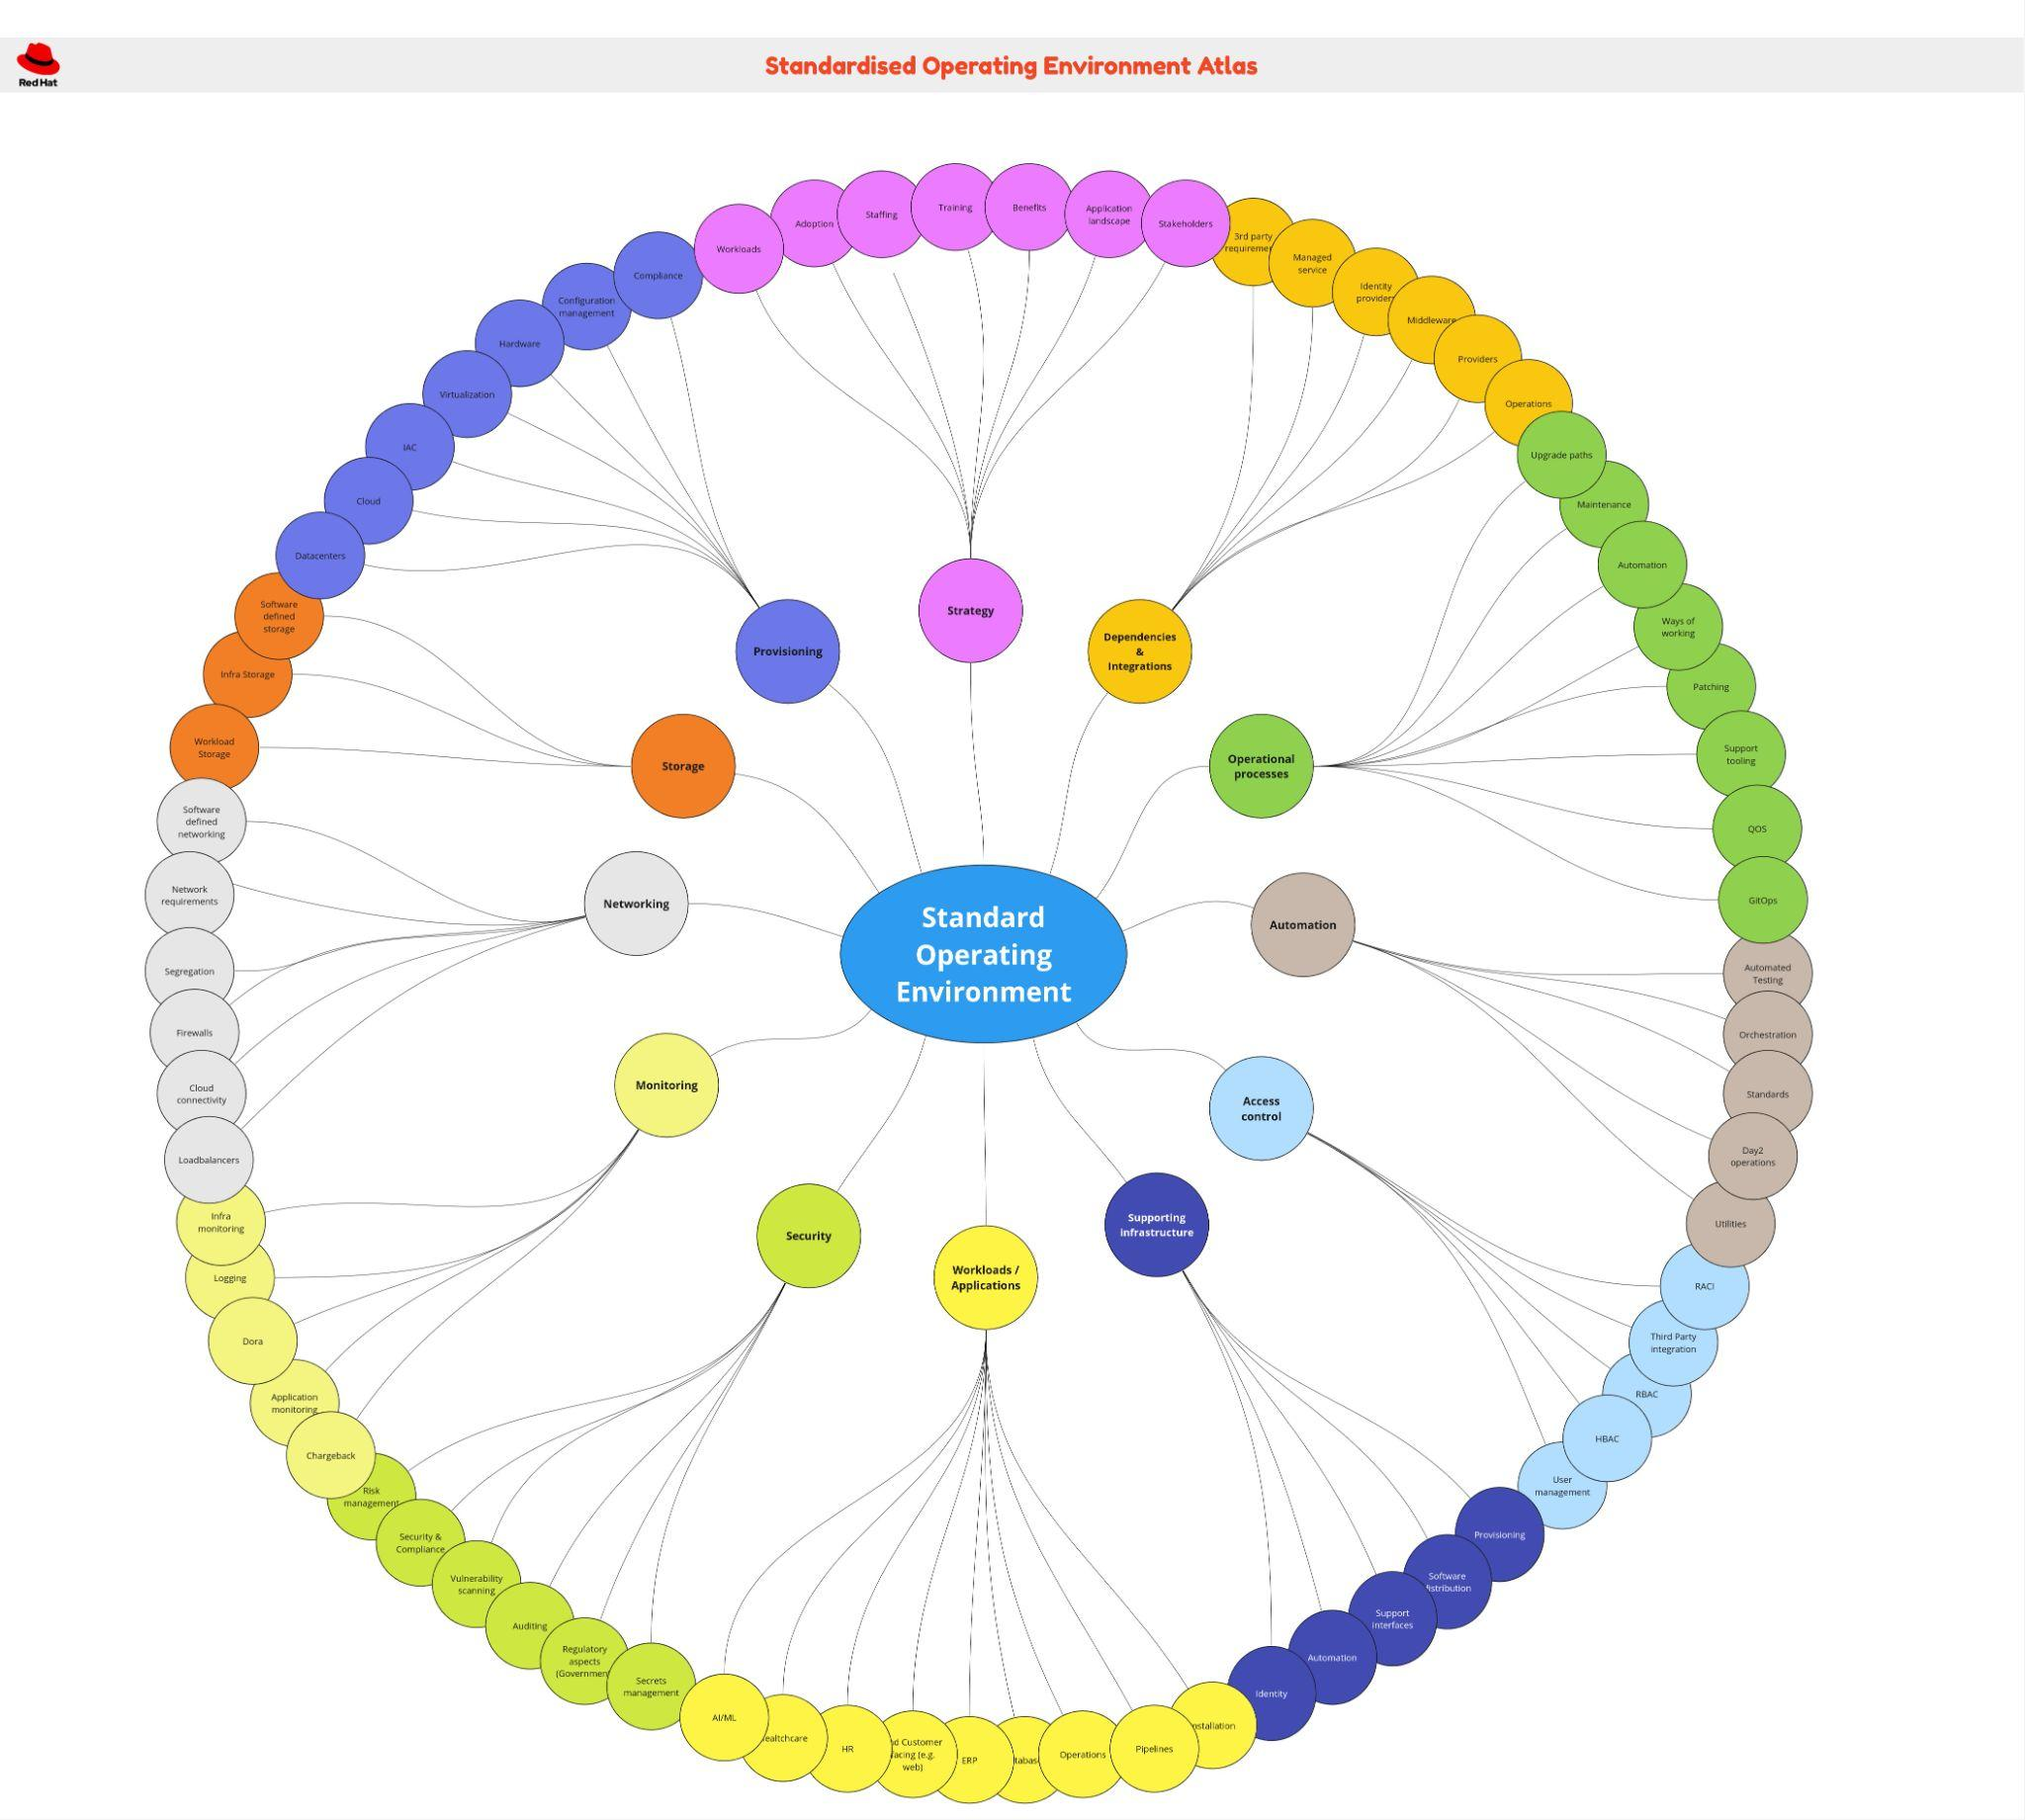 Red Hat
Standardised Operating Environment Atlas
Workloads
Adoption
Staffing
Training
Benefits
Application
landscape
Stakeholders
3rd party
Managed
service
Identity
Middleware
Providers
Operations
Upgrade paths
Maintenance
Automation
Ways of
working
Patching
Support
tooling
QOS
GitOps
Automated
Testing
Orchestration
Standards
Day2
operations
Utilities
RACI
Third Party
integration
RBAC
HBAC
User
management
Provisioning
Software
Support
interfaces
Automation
Identity
Pipelines
Operations
ERP
Customer
(e.g.
web)
HR
AI/ML
Secrets
management
Regulatory
aspects
Auditing
Vulnerability
scanning
Security &
Compliance
Risk
management
Chargeback
Application
monitoring
Dora
Logging
Infra
monitoring
Loadbalancers
Cloud
connectivity
Firewalls
Segregation
Network
requirements
Software
defined
networking
Workload
Storage
Infra Storage
Software
defined
storage
Datacenters
Cloud
IAC
Virtualization
Hardware
Configuration
management
Compliance
Strategy
Dependencies
&
Integrations
Operational
processes
Automation
Access
control
Supporting
infrastructure
Workloads /
Applications
Security
Monitoring
Networking
Storage
Provisioning
Standard
Operating
Environment